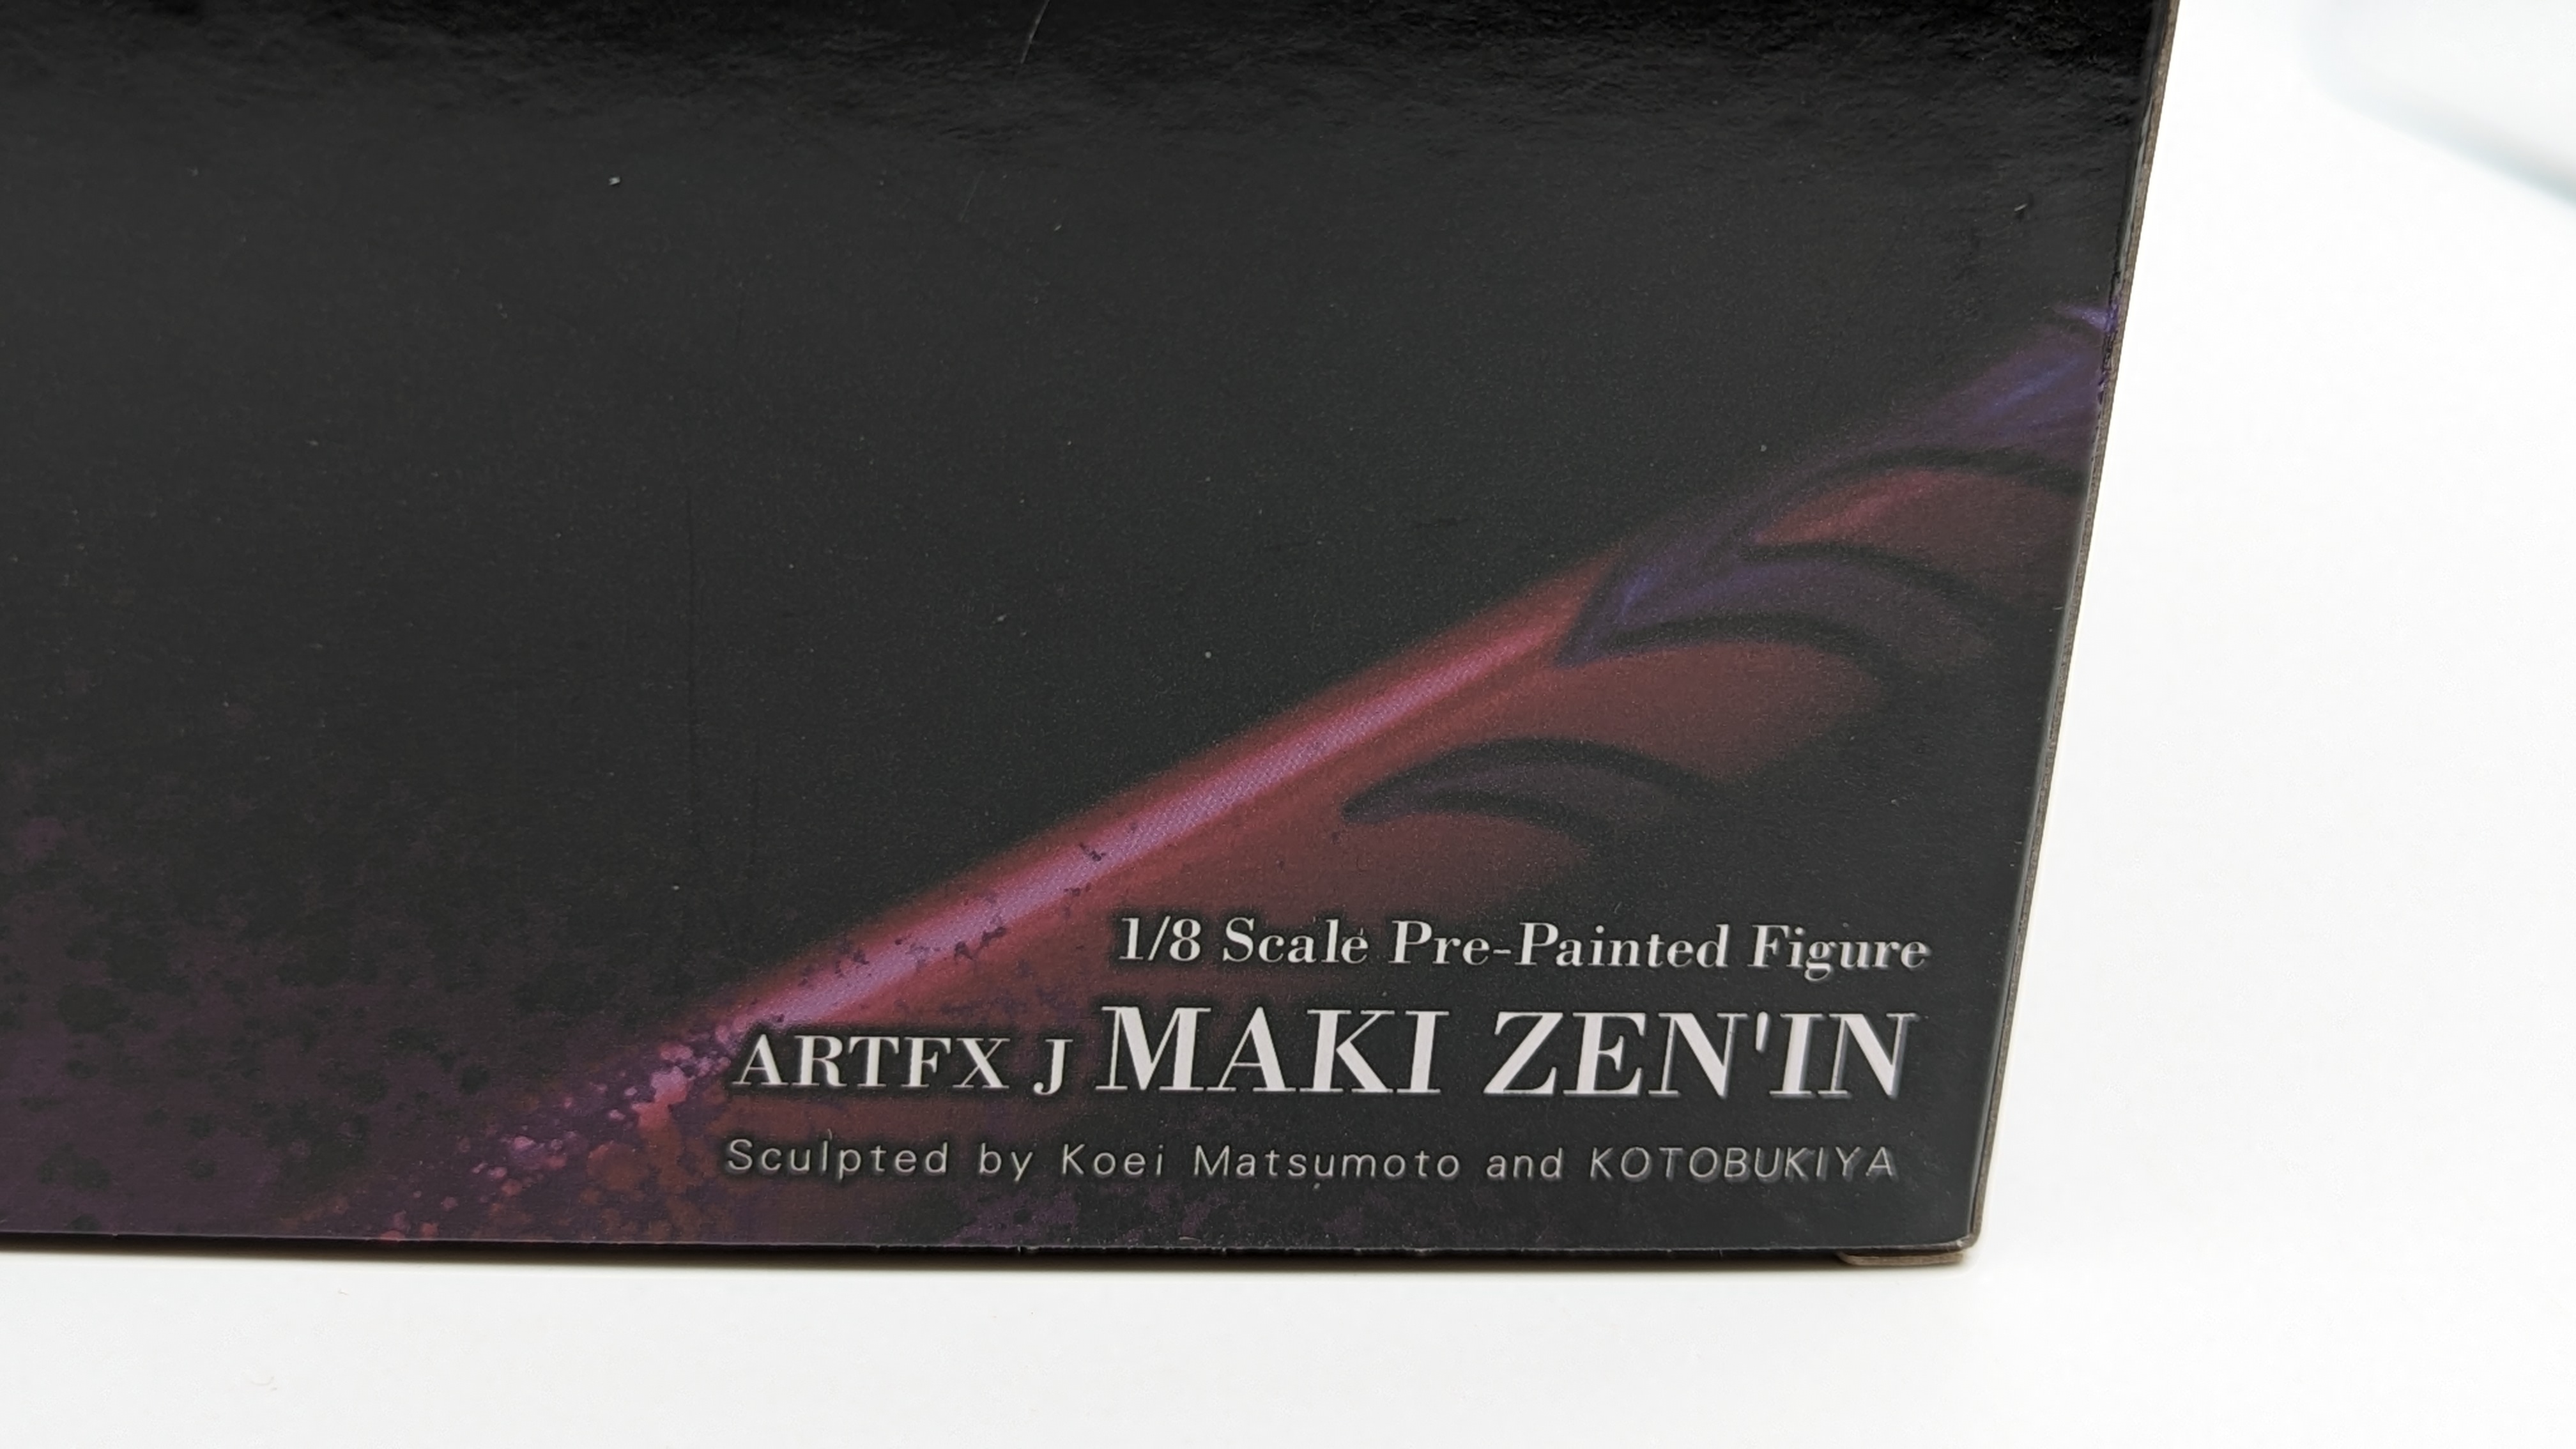 1/8 Scale Pre-Painted Figure
ARTFX J MAKI ZEN'IN
Sculpted by Koei Matsumoto and KOTOBUKIYA